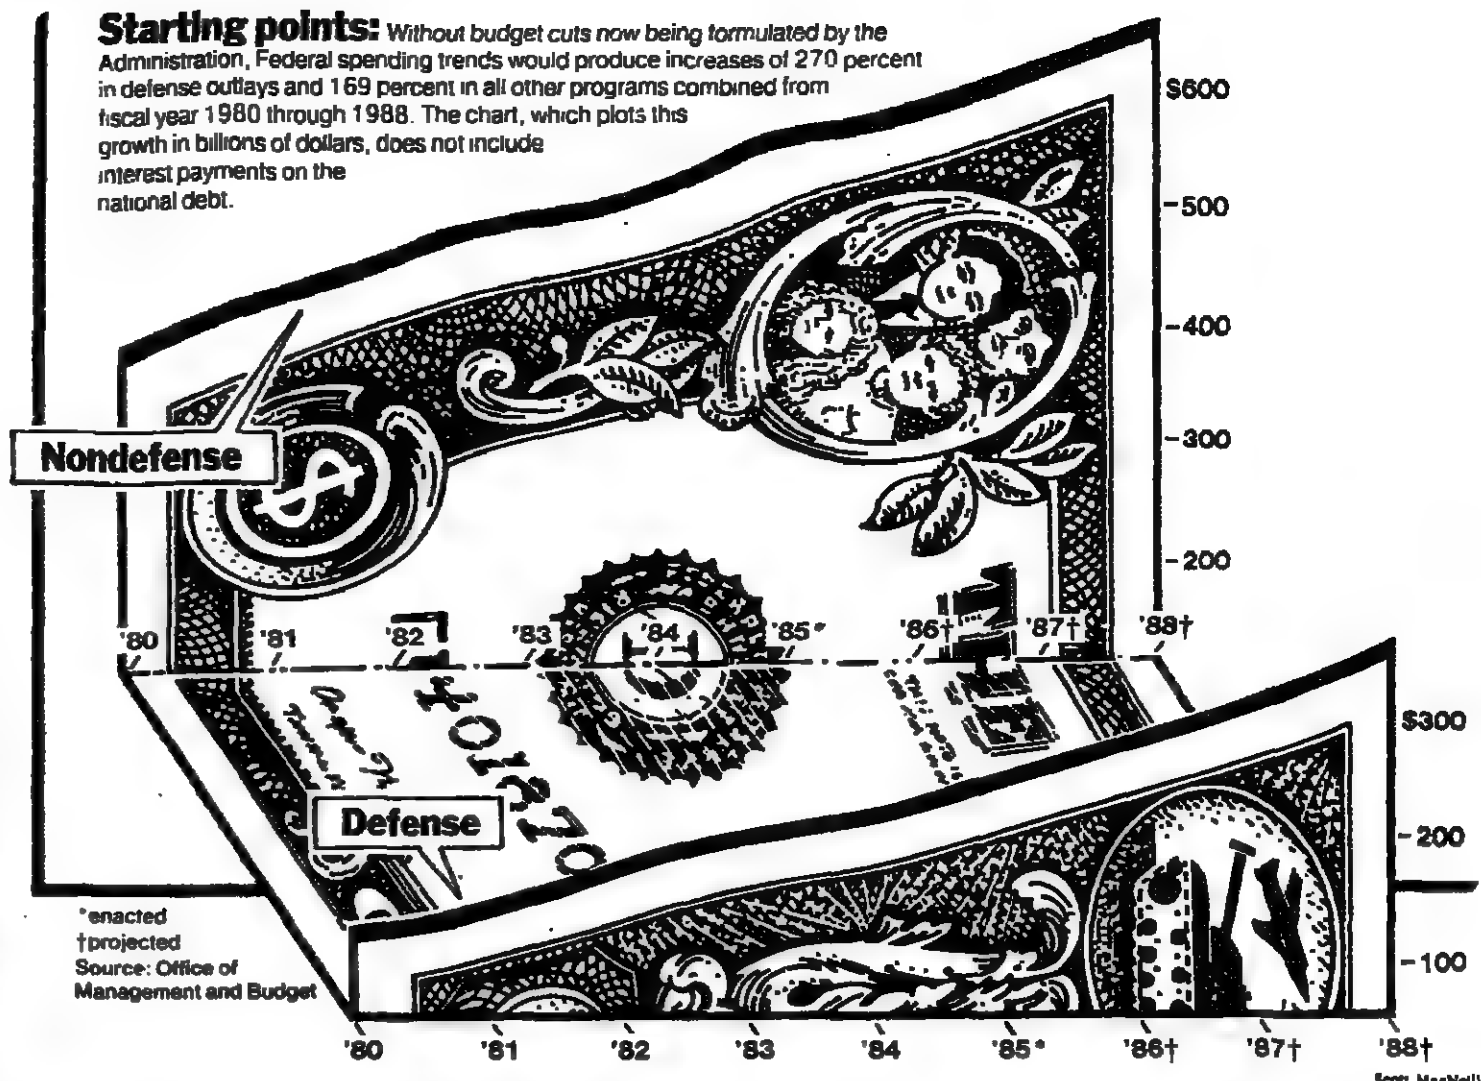 Starting points: Without budget cuts now being formulated by the
Administration, Federal spending trends would produce increases of 270 percent
in defense outlays and 169 percent in all other programs combined from
fiscal year 1980 through 1988. The chart, which plots this
growth in billions of dollars, does not include
interest payments on the
national debt.
$600
-500
-400
-300
-200
Nondefense
'80 '81 '82 '83 '84 '85* '86† '87† '88†
$300
-200
-100
Defense
*enacted
†projected
Source: Office of
Management and Budget
'80 '81 '82 '83 '84 '85* '86† '87† '88†